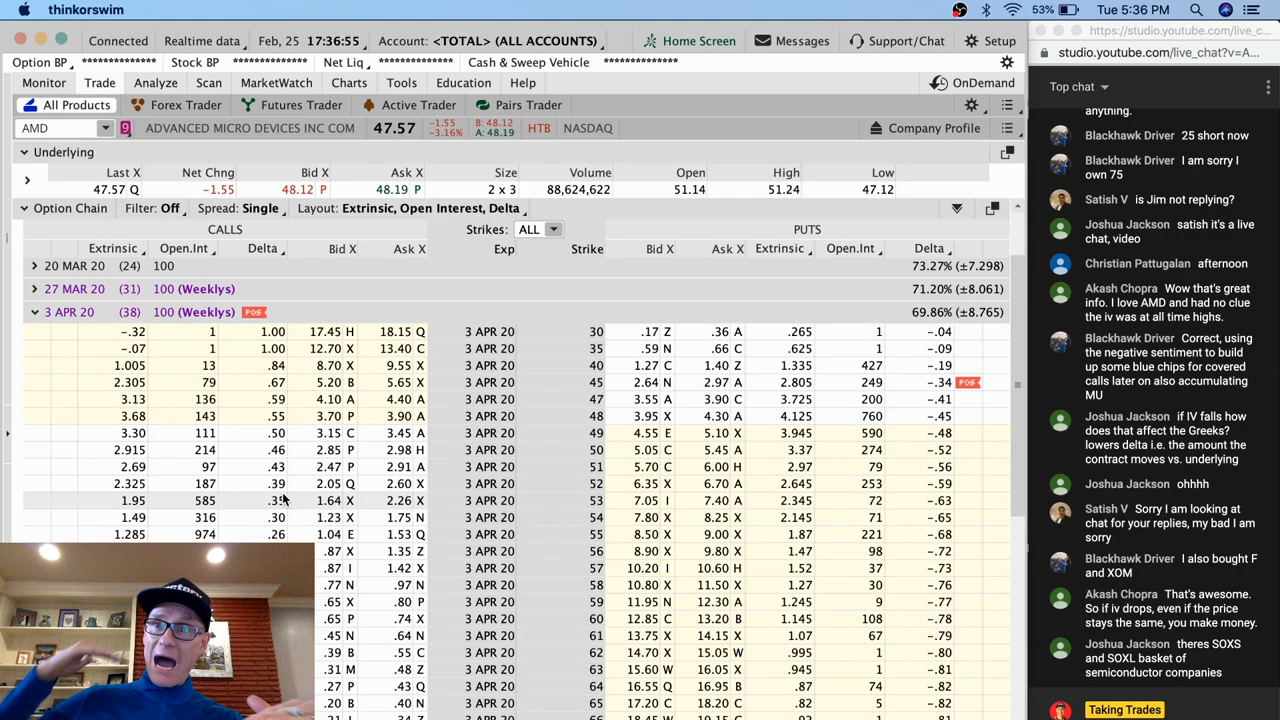 thinkorswim 53% Tue 5:36 PM
Connected Realtime data Feb, 25 17:36:55 Account: <TOTAL> (ALL ACCOUNTS) Home Screen Messages Support/Chat Setup
Option BP ************** Stock BP ************** Net Liq ************** Cash & Sweep Vehicle **************
Monitor Trade Analyze Scan MarketWatch Charts Tools Education Help OnDemand
All Products Forex Trader Futures Trader Active Trader Pairs Trader
AMD 9 ADVANCED MICRO DEVICES INC COM 47.57 -1.55 -3.16% B: 48.12 A: 48.19 HTB NASDAQ Company Profile
Underlying
Last X Net Chng Bid X Ask X Size Volume Open High Low
47.57 Q -1.55 48.12 P 48.19 P 2 x 3 88,624,622 51.14 51.24 47.12
Option Chain Filter: Off Spread: Single Layout: Extrinsic, Open Interest, Delta
CALLS Strikes: ALL PUTS
Extrinsic Open.Int Delta Bid X Ask X Exp Strike Bid X Ask X Extrinsic Open.Int Delta
20 MAR 20 (24) 100 73.27% (±7.298)
27 MAR 20 (31) 100 (Weeklys) 71.20% (±8.061)
3 APR 20 (38) 100 (Weeklys) POS 69.86% (±8.765)
-.32 1 1.00 17.45 H 18.15 Q 3 APR 20 30 .17 Z .36 A .265 1 -.04
-.07 1 1.00 12.70 X 13.40 C 3 APR 20 35 .59 N .66 C .625 1 -.09
1.005 13 .84 8.70 X 9.55 X 3 APR 20 40 1.27 C 1.40 Z 1.335 427 -.19
2.305 79 .67 5.20 B 5.65 X 3 APR 20 45 2.64 N 2.97 A 2.805 249 -.34 POS
3.13 136 .59 4.10 A 4.40 A 3 APR 20 47 3.55 A 3.90 C 3.725 200 -.41
3.68 143 .55 3.70 P 3.90 A 3 APR 20 48 3.95 X 4.30 A 4.125 760 -.45
3.30 111 .50 3.15 C 3.45 A 3 APR 20 49 4.55 E 5.10 X 3.945 590 -.48
2.915 214 .46 2.85 P 2.98 H 3 APR 20 50 5.05 C 5.45 A 3.37 274 -.52
2.69 97 .43 2.47 P 2.91 A 3 APR 20 51 5.70 C 6.00 H 2.97 79 -.56
2.325 187 .39 2.05 Q 2.60 X 3 APR 20 52 6.35 X 6.70 A 2.645 253 -.59
1.95 585 1.64 X 2.26 X 3 APR 20 53 7.05 I 7.40 A 2.345 72 -.63
1.49 316 .30 1.23 X 1.75 N 3 APR 20 54 7.80 X 8.25 X 2.145 71 -.65
1.285 974 .26 1.04 E 1.53 Q 3 APR 20 55 8.50 X 9.00 X 1.87 221 -.68
.87 X 1.35 Z 3 APR 20 56 8.90 X 9.80 X 1.47 98 -.72
.87 I 1.42 X 3 APR 20 57 10.20 I 10.60 H 1.52 37 -.73
.77 N .97 N 3 APR 20 58 10.80 X 11.50 X 1.27 30 -.76
.65 X .80 P 3 APR 20 59 11.95 N 12.30 A 1.245 9 -.77
.65 P .74 X 3 APR 20 60 12.85 C 13.20 B 1.145 108 -.78
.45 N .64 N 3 APR 20 61 13.75 X 14.15 X 1.07 67 -.79
.39 B .55 C 3 APR 20 62 14.70 X 15.05 W .995 1 -.80
.31 M .48 Z 3 APR 20 63 15.60 W 16.05 X .945 1 -.81
.27 P .43 Q 3 APR 20 64 16.55 Q 16.95 B .87 74 -.82
.20 B .40 N 3 APR 20 65 17.20 C 18.20 C .82 5 -.82
https://studio.youtube.com/live_c...
studio.youtube.com/live_chat?v=A...
Top chat
anything.
Blackhawk Driver 25 short now
Blackhawk Driver I am sorry I
own 75
Satish V is Jim not replying?
Joshua Jackson satish it's a live
chat, video
Christian Pattugalan afternoon
Akash Chopra Wow that's great
info. I love AMD and had no clue
the iv was at all time highs.
Blackhawk Driver Correct, using
the negative sentiment to build
up some blue chips for covered
calls later on also accumulating
MU
Joshua Jackson if IV falls how
does that affect the Greeks?
lowers delta i.e. the amount the
contract moves vs. underlying
Joshua Jackson ohhhh
Satish V Sorry I am looking at
chat for your replies, my bad I am
sorry
Blackhawk Driver I also bought F
and XOM
Akash Chopra That's awesome.
So if iv drops, even if the price
stays the same, you make money.
Joshua Jackson theres SOXS
and SOXL basket of
semiconductor companies
Taking Trades